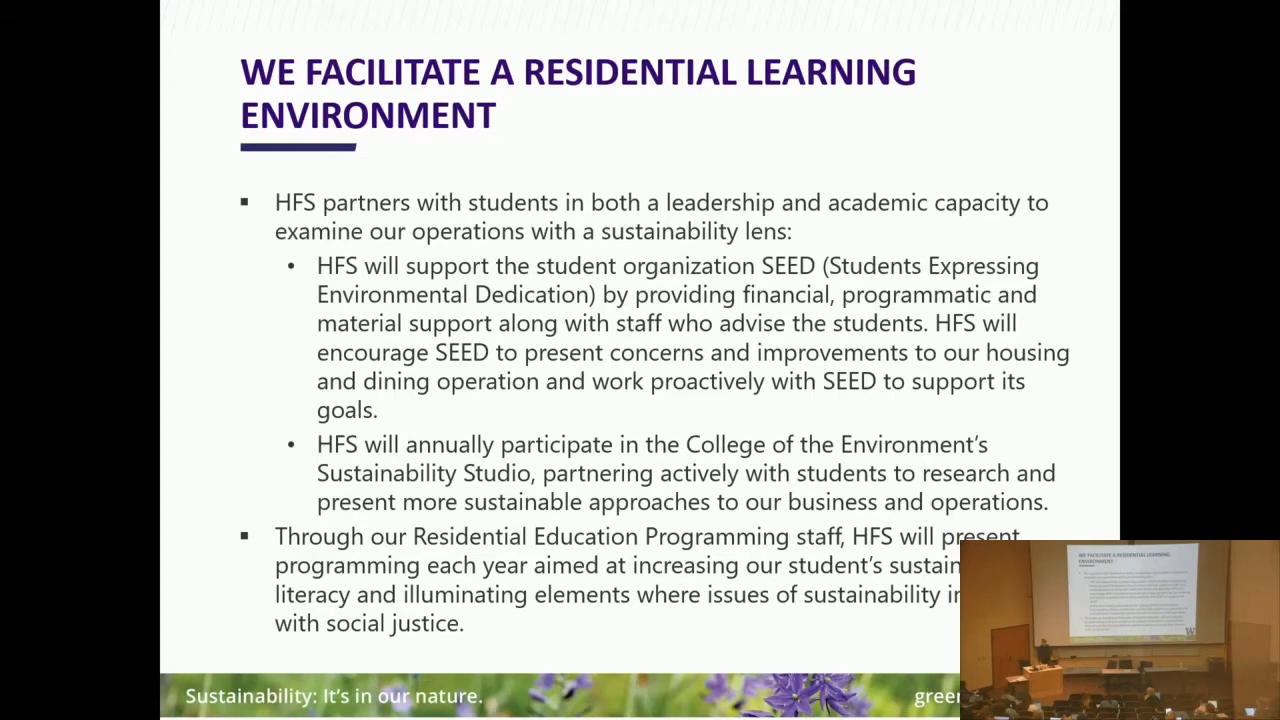 WE FACILITATE A RESIDENTIAL LEARNING
ENVIRONMENT
▪ HFS partners with students in both a leadership and academic capacity to
examine our operations with a sustainability lens:
• HFS will support the student organization SEED (Students Expressing
Environmental Dedication) by providing financial, programmatic and
material support along with staff who advise the students. HFS will
encourage SEED to present concerns and improvements to our housing
and dining operation and work proactively with SEED to support its
goals.
• HFS will annually participate in the College of the Environment’s
Sustainability Studio, partnering actively with students to research and
present more sustainable approaches to our business and operations.
▪ Through our Residential Education Programming staff, HFS will present
programming each year aimed at increasing our student’s
literacy and illuminating elements where issues of sustainability
with social justice.
Sustainability: It’s in our nature.
WE FACILITATE A RESIDENTIAL LEARNING
ENVIRONMENT
W